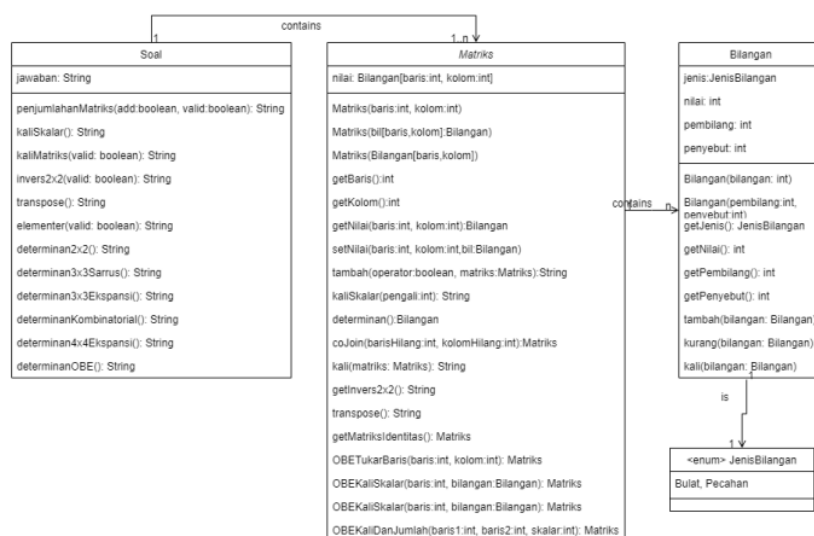 contains
1
1..n
Soal
jawaban: String
penjumlahanMatriks(add:boolean, valid:boolean): String
kaliSkalar(): String
kaliMatriks(valid: boolean): String
invers2x2(valid: boolean): String
transpose(): String
elementer(valid: boolean): String
determinan2x2(): String
determinan3x3Sarrus(): String
determinan3x3Ekspansi(): String
determinanKombinatorial(): String
determinan4x4Ekspansi(): String
determinanOBE(): String
Matriks
nilai: Bilangan[baris:int, kolom:int]
Matriks(baris:int, kolom:int)
Matriks(bil[baris,kolom]:Bilangan)
Matriks(Bilangan[baris,kolom])
getBaris():int
getKolom():int
getNilai(baris:int, kolom:int):Bilangan
setNilai(baris:int, kolom:int,bil:Bilangan)
tambah(operator:boolean, matriks:Matriks):String
kaliSkalar(pengali:int): String
determinan():Bilangan
coJoin(barisHilang:int, kolomHilang:int):Matriks
kali(matriks: Matriks): String
getInvers2x2(): String
transpose(): String
getMatriksIdentitas(): Matriks
OBETukarBaris(baris:int, kolom:int): Matriks
OBEKaliSkalar(baris:int, bilangan:Bilangan): Matriks
OBEKaliSkalar(baris:int, bilangan:Bilangan): Matriks
OBEKaliDanJumlah(baris1:int, baris2:int, skalar:int): Matriks
contains
n
Bilangan
jenis:JenisBilangan
nilai: int
pembilang: int
penyebut: int
Bilangan(bilangan: int)
Bilangan(pembilang:int,
penyebut:int)
getJenis(): JenisBilangan
getNilai(): int
getPembilang(): int
getPenyebut(): int
tambah(bilangan: Bilangan)
kurang(bilangan: Bilangan)
kali(bilangan: Bilangan)
1
is
1
<enum> JenisBilangan
Bulat, Pecahan